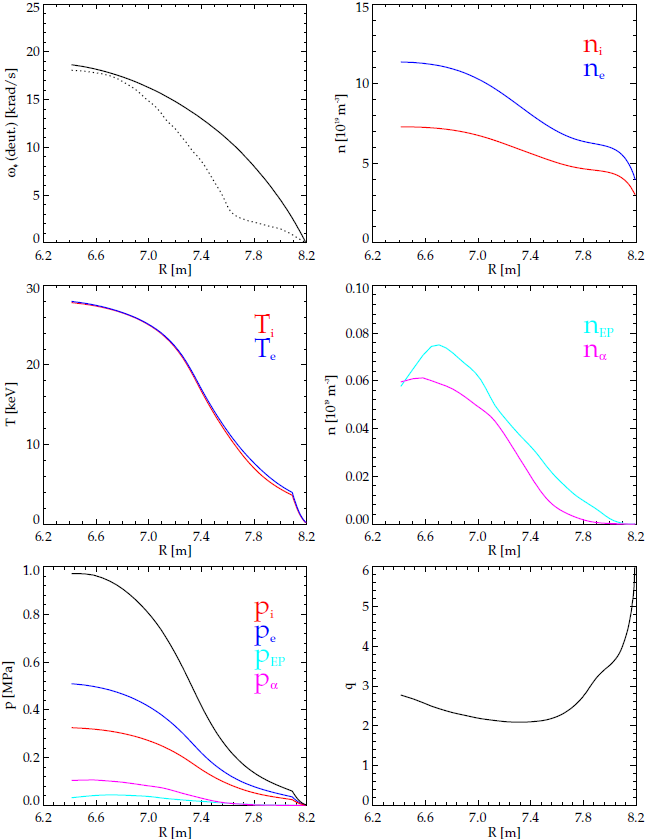 25
20
15
10
5
0
ω* (deut.) [krad/s]
6.2 6.6 7.0 7.4 7.8 8.2
R [m]
15
10
5
0
n [10¹⁹ m⁻³]
nᵢ
nₑ
6.2 6.6 7.0 7.4 7.8 8.2
R [m]
30
20
10
0
T [keV]
Tᵢ
Tₑ
6.2 6.6 7.0 7.4 7.8 8.2
R [m]
0.10
0.08
0.06
0.04
0.02
0.00
n [10¹⁹ m⁻³]
n_EP
n_α
6.2 6.6 7.0 7.4 7.8 8.2
R [m]
1.0
0.8
0.6
0.4
0.2
0.0
p [MPa]
pᵢ
pₑ
p_EP
p_α
6.2 6.6 7.0 7.4 7.8 8.2
R [m]
6
5
4
3
2
1
0
q
6.2 6.6 7.0 7.4 7.8 8.2
R [m]